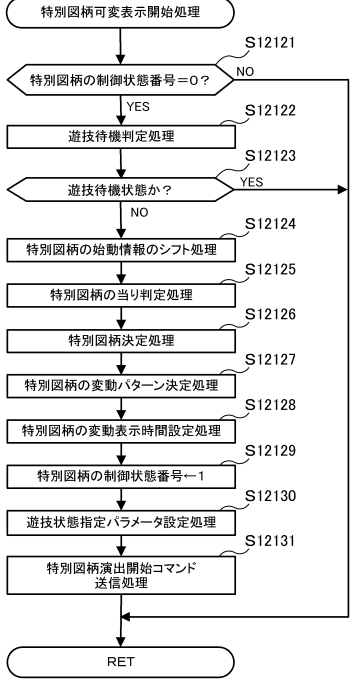 特別図柄可変表示開始処理
S12121
特別図柄の制御状態番号=0?
NO
YES
S12122
遊技待機判定処理
S12123
遊技待機状態か?
YES
NO
S12124
特別図柄の始動情報のシフト処理
S12125
特別図柄の当り判定処理
S12126
特別図柄決定処理
S12127
特別図柄の変動パターン決定処理
S12128
特別図柄の変動表示時間設定処理
S12129
特別図柄の制御状態番号←1
S12130
遊技状態指定パラメータ設定処理
S12131
特別図柄演出開始コマンド
送信処理
RET